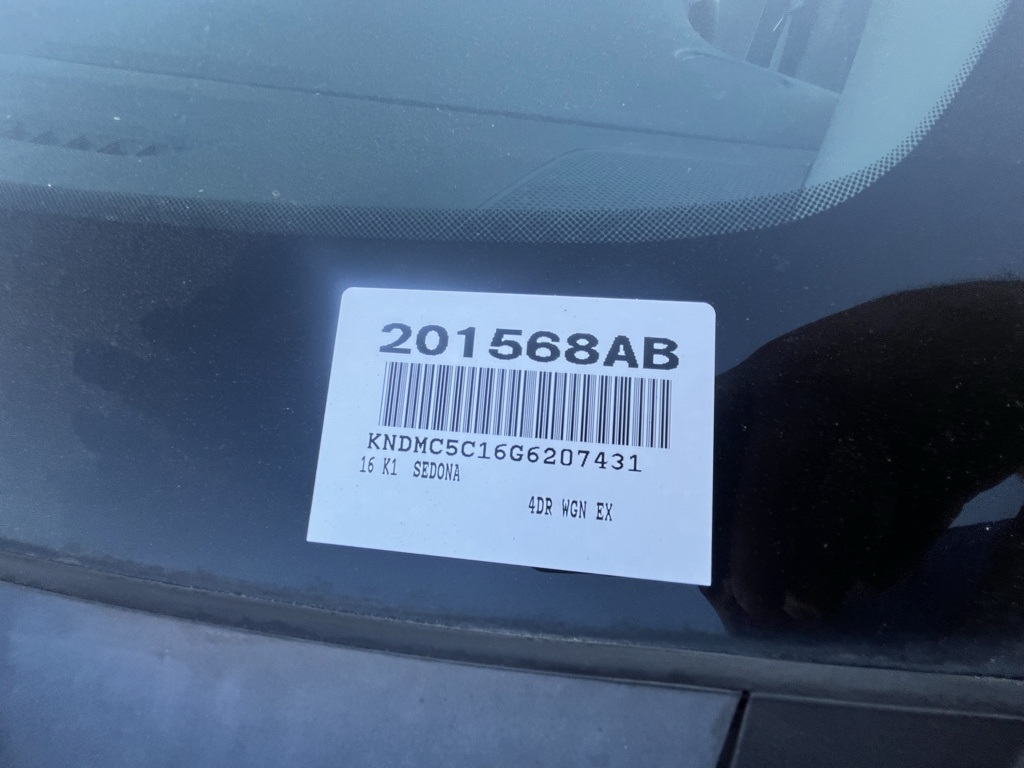 201568AB
KNDMC5C16G6207431
16 K1 SEDONA
4DR WGN EX